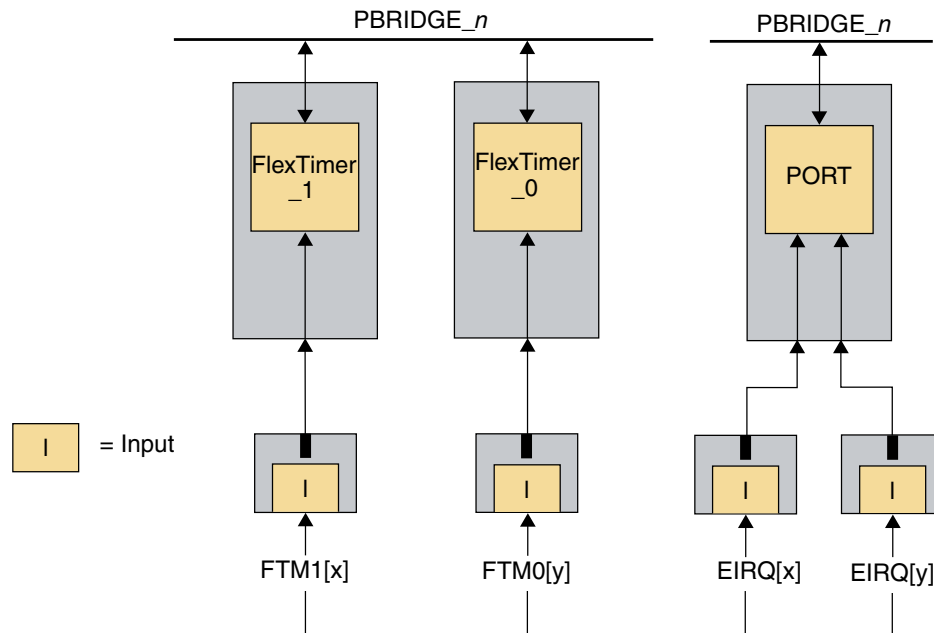 PBRIDGE_n
PBRIDGE_n
FlexTimer
_1
FlexTimer
_0
PORT
I
= Input
I
I
I
I
FTM1[x]
FTM0[y]
EIRQ[x]
EIRQ[y]